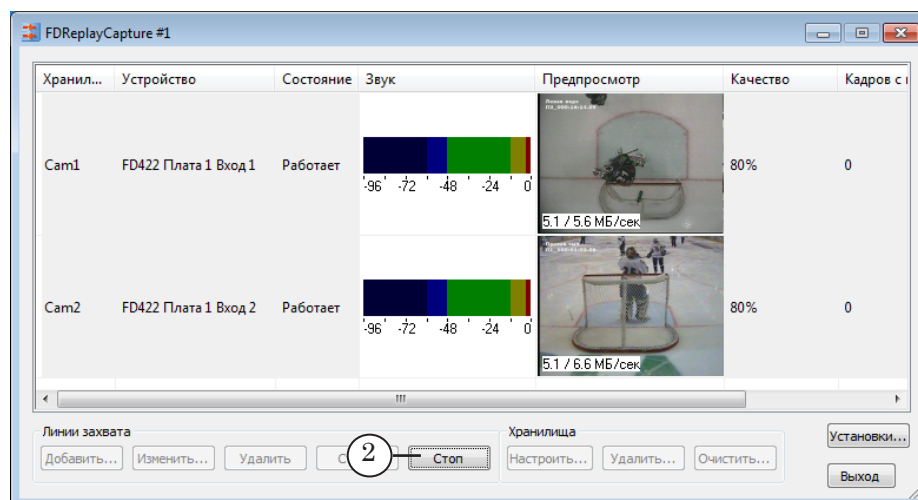 FDReplayCapture #1
Хранил... Устройство Состояние Звук Предпросмотр Качество Кадров с
Cam1 FD422 Плата 1 Вход 1 Работает 80% 0
-96 -72 -48 -24 0
5.1 / 5.6 МБ/сек
Cam2 FD422 Плата 1 Вход 2 Работает 80% 0
-96 -72 -48 -24 0
5.1 / 6.6 МБ/сек
Линии захвата Хранилища
Добавить... Изменить... Удалить 2 Стоп Настроить... Удалить... Очистить... Установки...
Выход